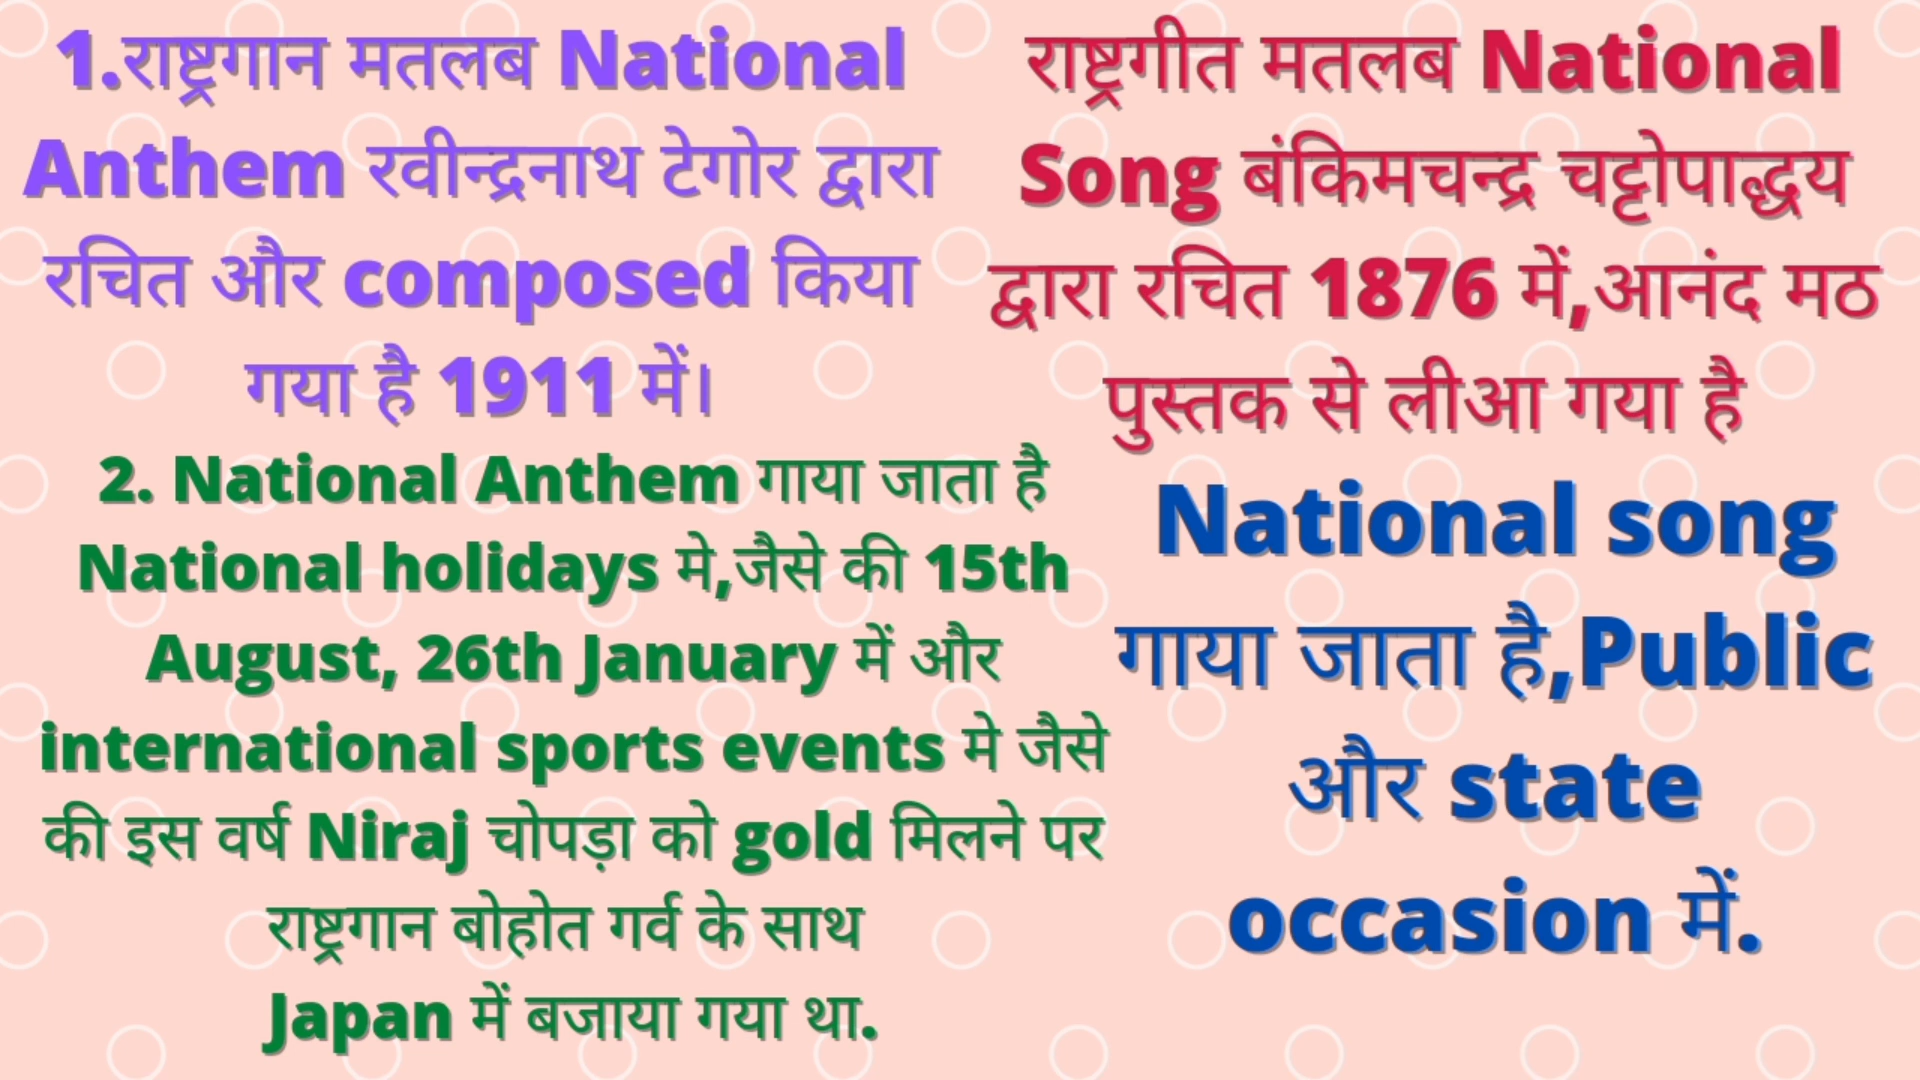 1.राष्ट्रगान मतलब National
Anthem रवीन्द्रनाथ टेगोर द्वारा
रचित और composed किया
गया है 1911 में।
राष्ट्रगीत मतलब National
Song बंकिमचन्द्र चट्टोपाद्धय
द्वारा रचित 1876 में,आनंद मठ
पुस्तक से लीआ गया है
2. National Anthem गाया जाता है
National holidays मे,जैसे की 15th
August, 26th January में और
international sports events मे जैसे
की इस वर्ष Niraj चोपड़ा को gold मिलने पर
राष्ट्रगान बोहोत गर्व के साथ
Japan में बजाया गया था.
National song
गाया जाता है,Public
और state
occasion में.